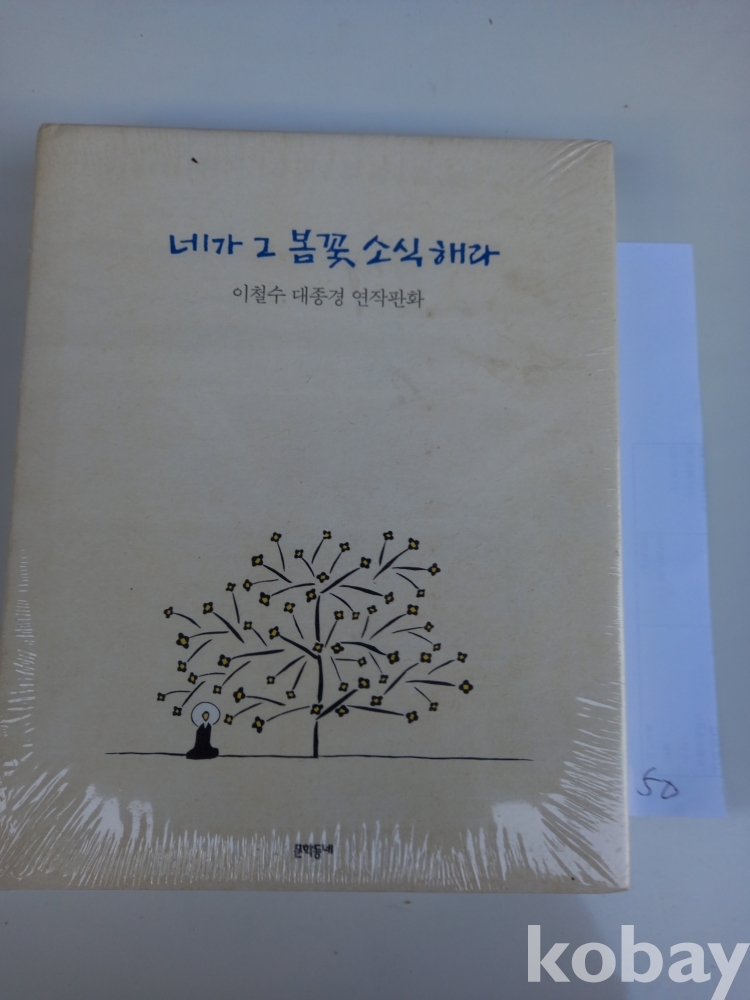 네가 그 봄꽃 소식 해라
이철수 대종경 연작판화
문학동네
50
kobay